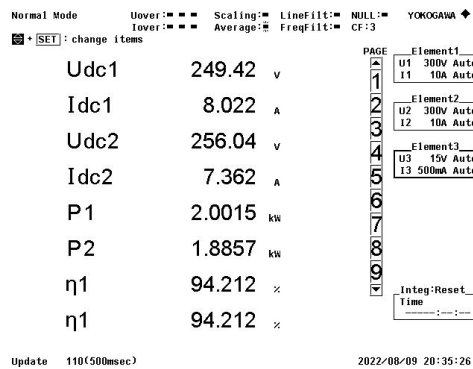 Normal Mode Uover: Scaling: LineFilt: NULL: YOKOGAWA
Iover: Average: FreqFilt: CF:3
+ SET : change items
PAGE
Udc1 249.42 V
Idc1 8.022 A
Udc2 256.04 V
Idc2 7.362 A
P1 2.0015 kW
P2 1.8857 kW
η1 94.212 %
η1 94.212 %
1
2
3
4
5
6
7
8
9
Element1
U1 300V Auto
I1 10A Auto
Element2
U2 300V Auto
I2 10A Auto
Element3
U3 15V Auto
I3 500mA Auto
Integ:Reset
Time
-----:--:--
Update 110(500msec) 2022/08/09 20:35:26